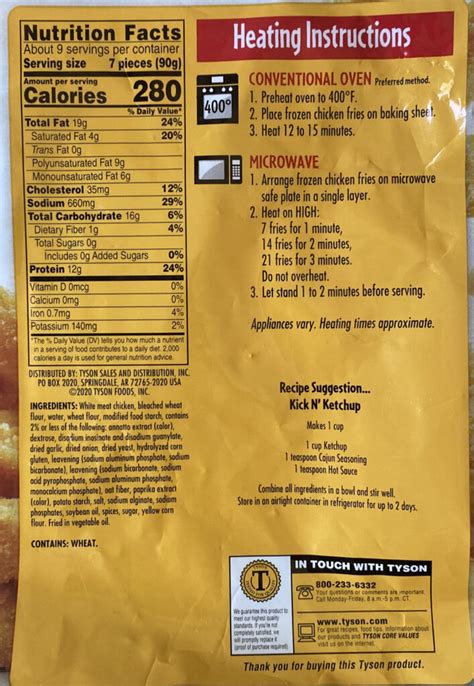 Nutrition Facts
About 9 servings per container
Serving size 7 pieces (90g)
Amount per serving
Calories 280
% Daily Value*
Total Fat 19g 24%
Saturated Fat 4g 20%
Trans Fat 0g
Polyunsaturated Fat 9g
Monounsaturated Fat 6g
Cholesterol 35mg 12%
Sodium 660mg 29%
Total Carbohydrate 16g 6%
Dietary Fiber 1g 4%
Total Sugars 0g
Includes 0g Added Sugars 0%
Protein 12g 24%
Vitamin D 0mcg 0%
Calcium 0mg 0%
Iron 0.7mg 4%
Potassium 140mg 2%
*The % Daily Value (DV) tells you how much a nutrient
in a serving of food contributes to a daily diet. 2,000
calories a day is used for general nutrition advice.
DISTRIBUTED BY: TYSON SALES AND DISTRIBUTION, INC.
PO BOX 2020, SPRINGDALE, AR 72765-2020 USA
©2020 TYSON FOODS, INC.
INGREDIENTS: White meat chicken, bleached wheat
flour, water, wheat flour, modified food starch, contains
2% or less of the following: annatto extract (color),
dextrose, disodium inosinate and disodium guanylate,
dried garlic, dried onion, dried yeast, hydrolyzed corn
gluten, leavening (sodium aluminum phosphate, sodium
bicarbonate), leavening (sodium bicarbonate, sodium
acid pyrophosphate, sodium aluminum phosphate,
monocalcium phosphate), oat fiber, paprika extract
(color), potato starch, salt, sodium alginate, sodium
phosphates, soybean oil, spices, sugar, yellow corn
flour. Fried in vegetable oil.
CONTAINS: WHEAT.
Heating Instructions
400°
CONVENTIONAL OVEN Preferred method.
1. Preheat oven to 400°F.
2. Place frozen chicken fries on baking sheet.
3. Heat 12 to 15 minutes.
MICROWAVE
1. Arrange frozen chicken fries on microwave
safe plate in a single layer.
2. Heat on HIGH:
7 fries for 1 minute,
14 fries for 2 minutes,
21 fries for 3 minutes.
Do not overheat.
3. Let stand 1 to 2 minutes before serving.
Appliances vary. Heating times approximate.
Recipe Suggestion...
Kick N' Ketchup
Makes 1 cup
1 cup Ketchup
1 teaspoon Cajun Seasoning
1 teaspoon Hot Sauce
Combine all ingredients in a bowl and stir well.
Store in an airtight container in refrigerator for up to 2 days.
T
We guarantee this product to
meet our highest quality
standards. If you're not
completely satisfied, we
will promptly replace it
(proof of purchase required)
IN TOUCH WITH TYSON
800-233-6332
Your questions or comments are important.
Call Monday-Friday, 8 a.m.-5 p.m. CT.
www.tyson.com
For great recipes, food tips, information about
our products and TYSON CORE VALUES
visit us on the internet.
Thank you for buying this Tyson product.